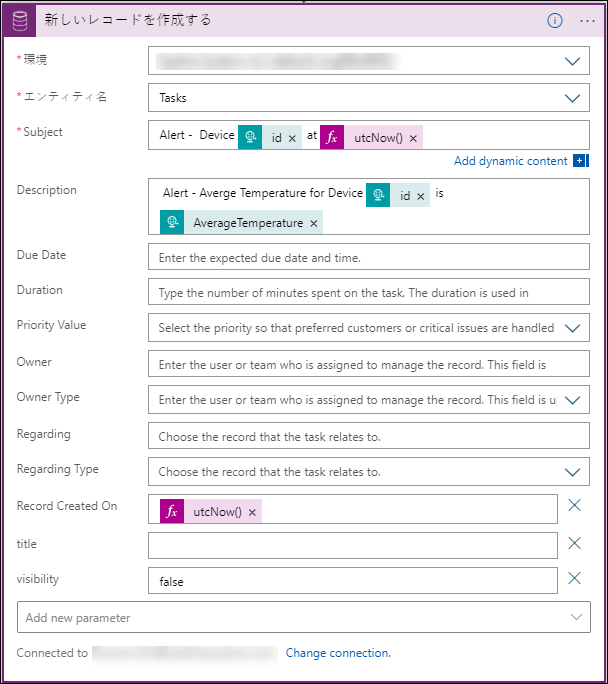 新しいレコードを作成する
*環境
*エンティティ名 Tasks
*Subject Alert - Device id × at fx utcNow() ×
Add dynamic content
Description Alert - Averge Temperature for Device id × is
AverageTemperature ×
Due Date Enter the expected due date and time.
Duration Type the number of minutes spent on the task. The duration is used in
Priority Value Select the priority so that preferred customers or critical issues are handled
Owner Enter the user or team who is assigned to manage the record. This field is
Owner Type Enter the user or team who is assigned to manage the record. This field is u
Regarding Choose the record that the task relates to.
Regarding Type Choose the record that the task relates to.
Record Created On fx utcNow() ×
title
visibility false
Add new parameter
Connected to Change connection.